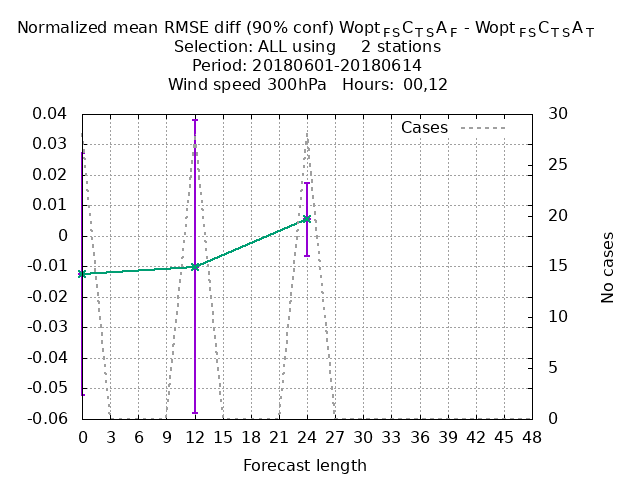 Normalized mean RMSE diff (90% conf) Wopt FS C TS A F - Wopt FS C TS A T
Selection: ALL using 2 stations
Period: 20180601-20180614
Wind speed 300hPa Hours: 00,12
Cases
0.04
0.03
0.02
0.01
0
-0.01
-0.02
-0.03
-0.04
-0.05
-0.06
30
25
20
15
10
5
0
No cases
0 3 6 9 12 15 18 21 24 27 30 33 36 39 42 45 48
Forecast length